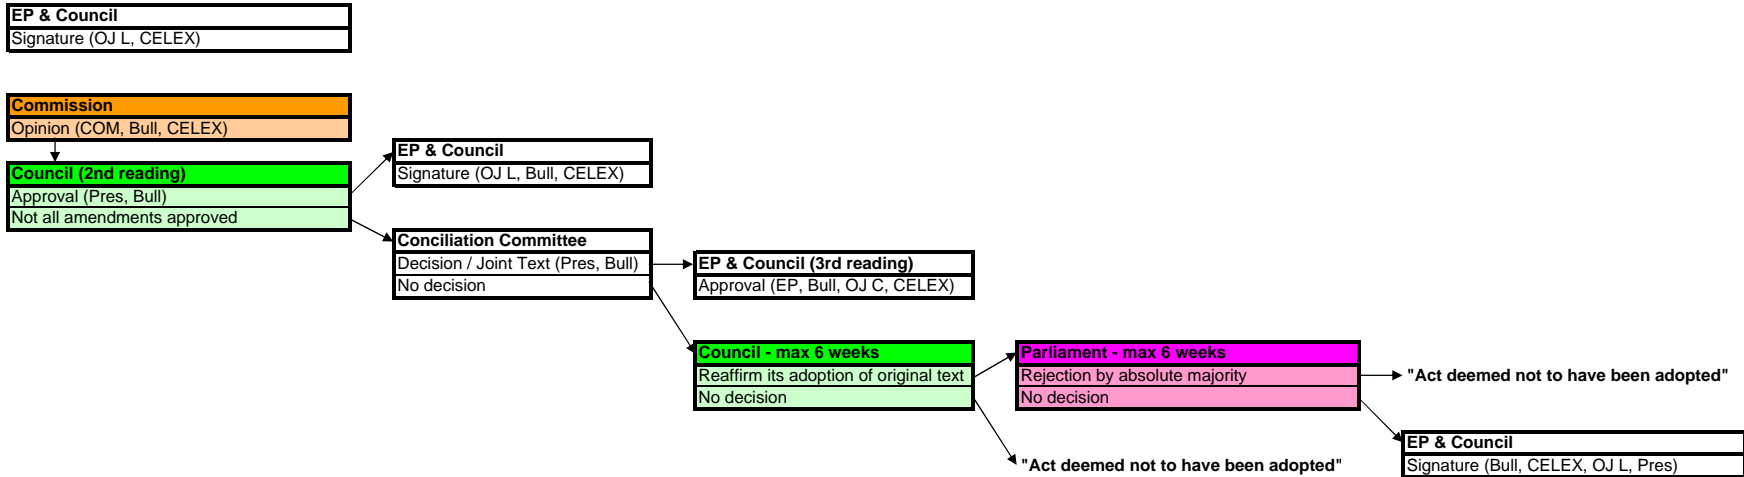 EP & Council
Signature (OJ L, CELEX)
Commission
Opinion (COM, Bull, CELEX)
Council (2nd reading)
Approval (Pres, Bull)
Not all amendments approved
EP & Council
Signature (OJ L, Bull, CELEX)
Conciliation Committee
Decision / Joint Text (Pres, Bull)
No decision
EP & Council (3rd reading)
Approval (EP, Bull, OJ C, CELEX)
Council - max 6 weeks
Reaffirm its adoption of original text
No decision
Parliament - max 6 weeks
Rejection by absolute majority
No decision
"Act deemed not to have been adopted"
"Act deemed not to have been adopted"
EP & Council
Signature (Bull, CELEX, OJ L, Pres)